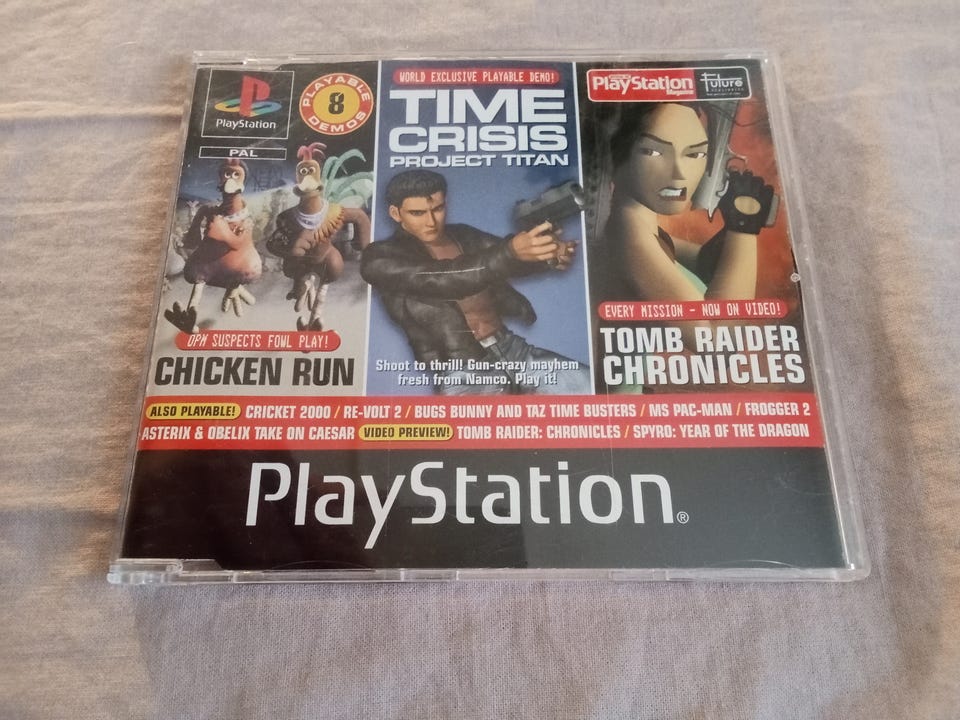 PlayStation
PAL
PLAYABLE
8
DEMOS
OPM SUSPECTS FOWL PLAY!
CHICKEN RUN
WORLD EXCLUSIVE PLAYABLE DEMO!
TIME
CRISIS
PROJECT TITAN
Shoot to thrill! Gun-crazy mayhem
fresh from Namco. Play it!
PlayStation
Magazine
Future
EVERY MISSION - NOW ON VIDEO!
TOMB RAIDER
CHRONICLES
ALSO PLAYABLE! CRICKET 2000 / RE-VOLT 2 / BUGS BUNNY AND TAZ TIME BUSTERS / MS PAC-MAN / FROGGER 2
ASTERIX & OBELIX TAKE ON CAESAR VIDEO PREVIEW! TOMB RAIDER: CHRONICLES / SPYRO: YEAR OF THE DRAGON
PlayStation®